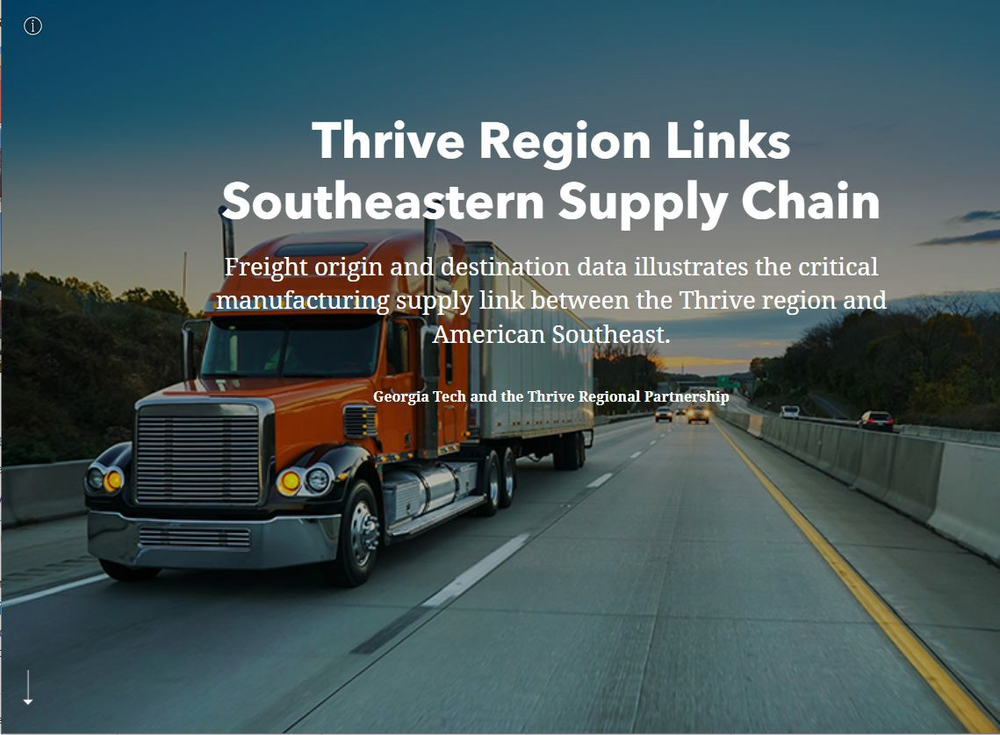 Thrive Region Links
Southeastern Supply Chain
Freight origin and destination data illustrates the critical
manufacturing supply link between the Thrive region and
American Southeast.
Georgia Tech and the Thrive Regional Partnership